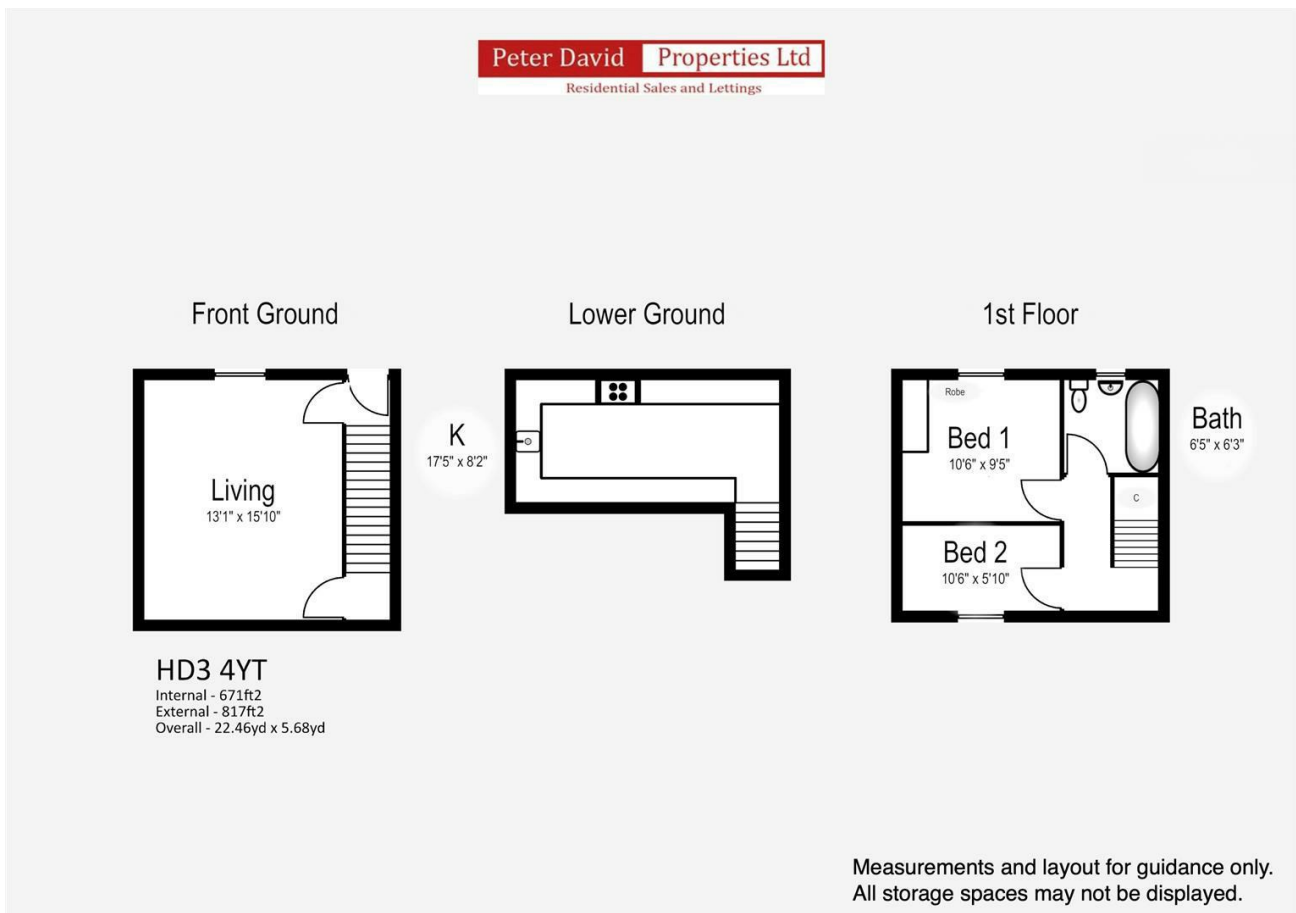 Peter David Properties Ltd
Residential Sales and Lettings
Front Ground
Lower Ground
1st Floor
Living
13'1" x 15'10"
K
17'5" x 8'2"
Robe
Bed 1
10'6" x 9'5"
Bed 2
10'6" x 5'10"
C
Bath
6'5" x 6'3"
HD3 4YT
Internal - 671ft2
External - 817ft2
Overall - 22.46yd x 5.68yd
Measurements and layout for guidance only.
All storage spaces may not be displayed.